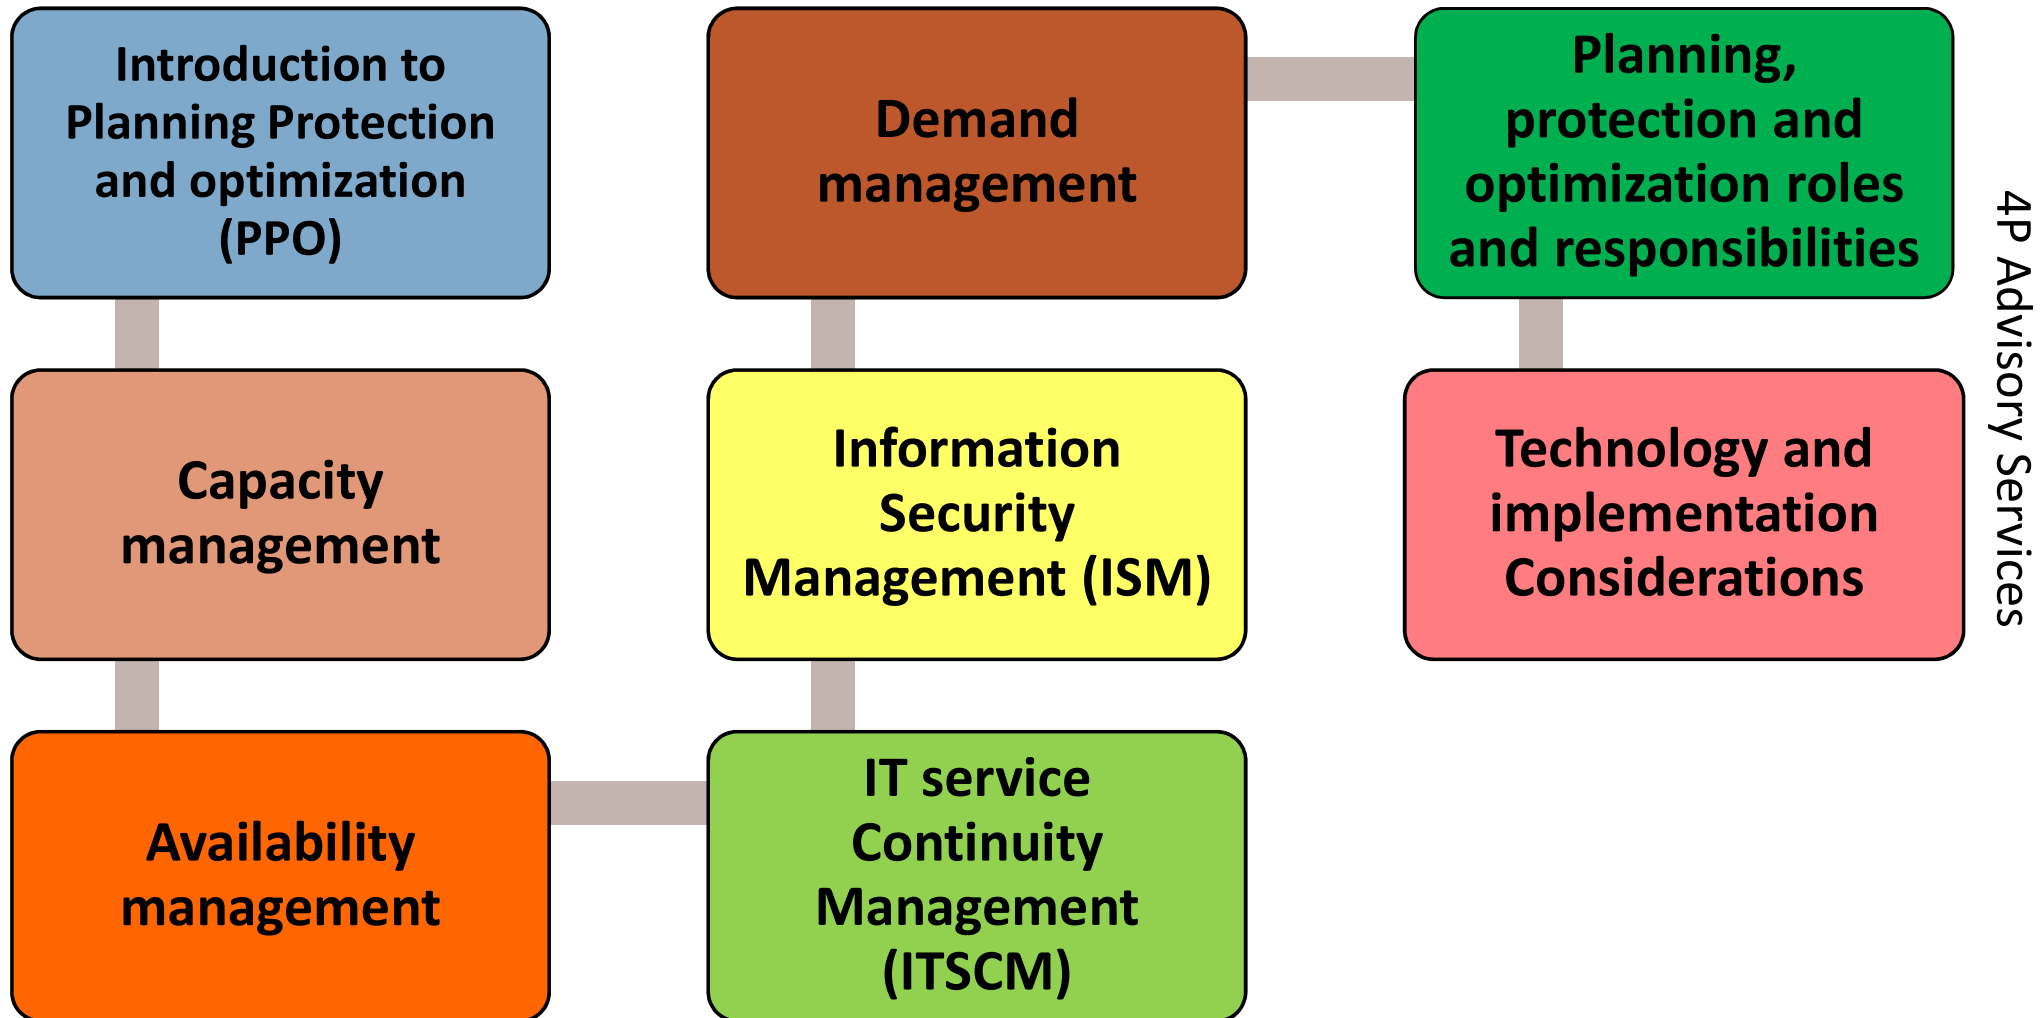 Introduction to
Planning Protection
and optimization
(PPO)
Capacity
management
Availability
management
IT service
Continuity
Management
(ITSCM)
Information
Security
Management (ISM)
Demand
management
Planning,
protection and
optimization roles
and responsibilities
Technology and
implementation
Considerations
4P Advisory Services